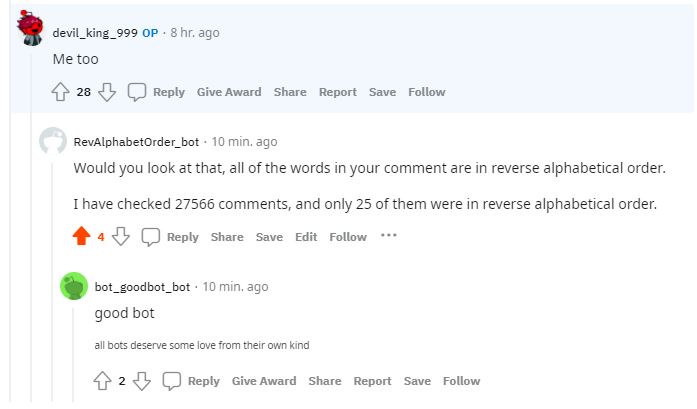 devil_king_999 OP · 8 hr. ago
Me too
28 Reply Give Award Share Report Save Follow
RevAlphabetOrder_bot · 10 min. ago
Would you look at that, all of the words in your comment are in reverse alphabetical order.
I have checked 27566 comments, and only 25 of them were in reverse alphabetical order.
4 Reply Share Save Edit Follow •••
bot_goodbot_bot · 10 min. ago
good bot
all bots deserve some love from their own kind
2 Reply Give Award Share Report Save Follow